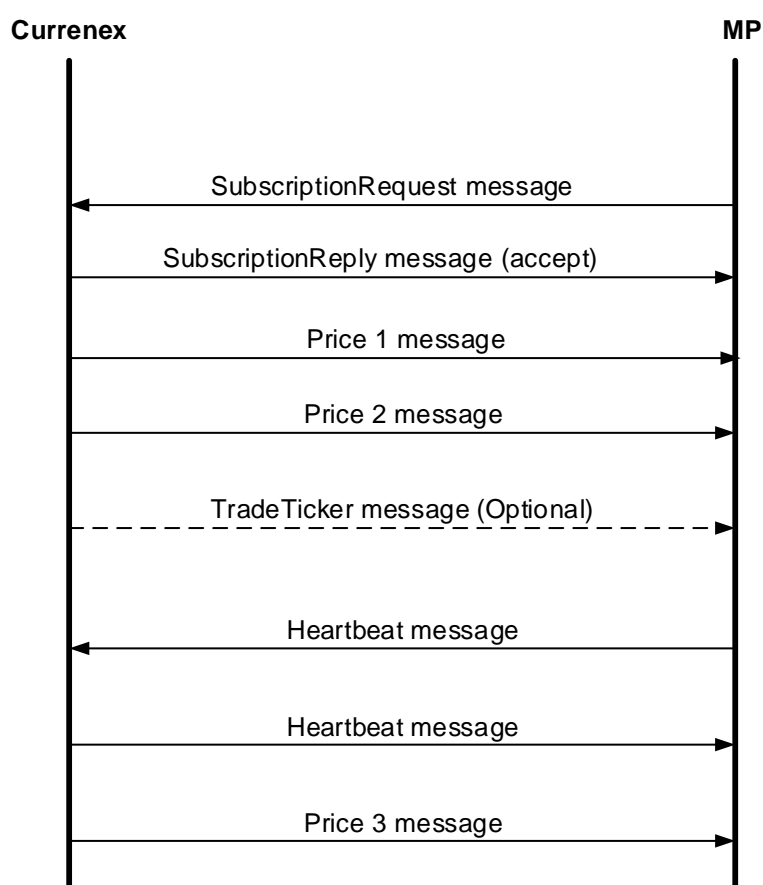 Currenex
MP
SubscriptionRequest message
SubscriptionReply message (accept)
Price 1 message
Price 2 message
TradeTicker message (Optional)
Heartbeat message
Heartbeat message
Price 3 message